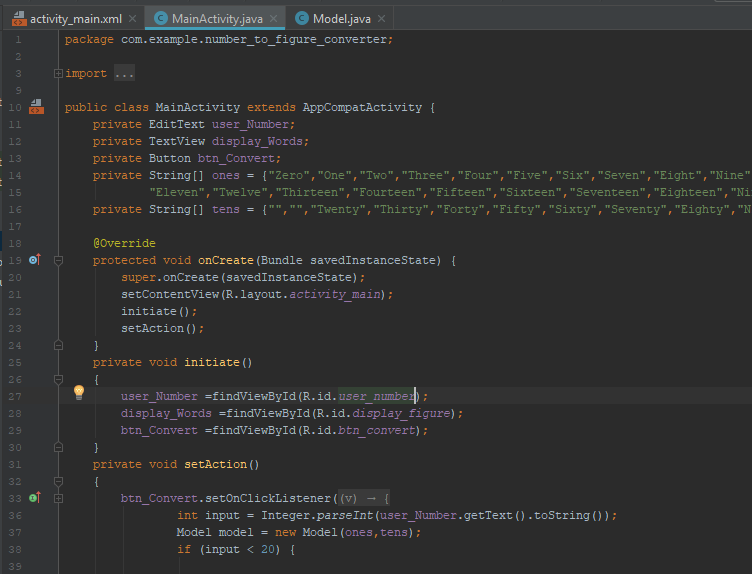 activity_main.xml × MainActivity.java × Model.java ×
1 package com.example.number_to_figure_converter;
2
3 import ...
9
10 public class MainActivity extends AppCompatActivity {
11 private EditText user_Number;
12 private TextView display_Words;
13 private Button btn_Convert;
14 private String[] ones = {"Zero","One","Two","Three","Four","Five","Six","Seven","Eight","Nine"
15 "Eleven","Twelve","Thirteen","Fourteen","Fifteen","Sixteen","Seventeen","Eighteen","Ni
16 private String[] tens = {"","","Twenty","Thirty","Forty","Fifty","Sixty","Seventy","Eighty","N
17
18 @Override
19 protected void onCreate(Bundle savedInstanceState) {
20 super.onCreate(savedInstanceState);
21 setContentView(R.layout.activity_main);
22 initiate();
23 setAction();
24 }
25 private void initiate()
26 {
27 user_Number =findViewById(R.id.user_number);
28 display_Words =findViewById(R.id.display_figure);
29 btn_Convert =findViewById(R.id.btn_convert);
30 }
31 private void setAction()
32 {
33 btn_Convert.setOnClickListener((v) → {
36 int input = Integer.parseInt(user_Number.getText().toString());
37 Model model = new Model(ones,tens);
38 if (input < 20) {
39